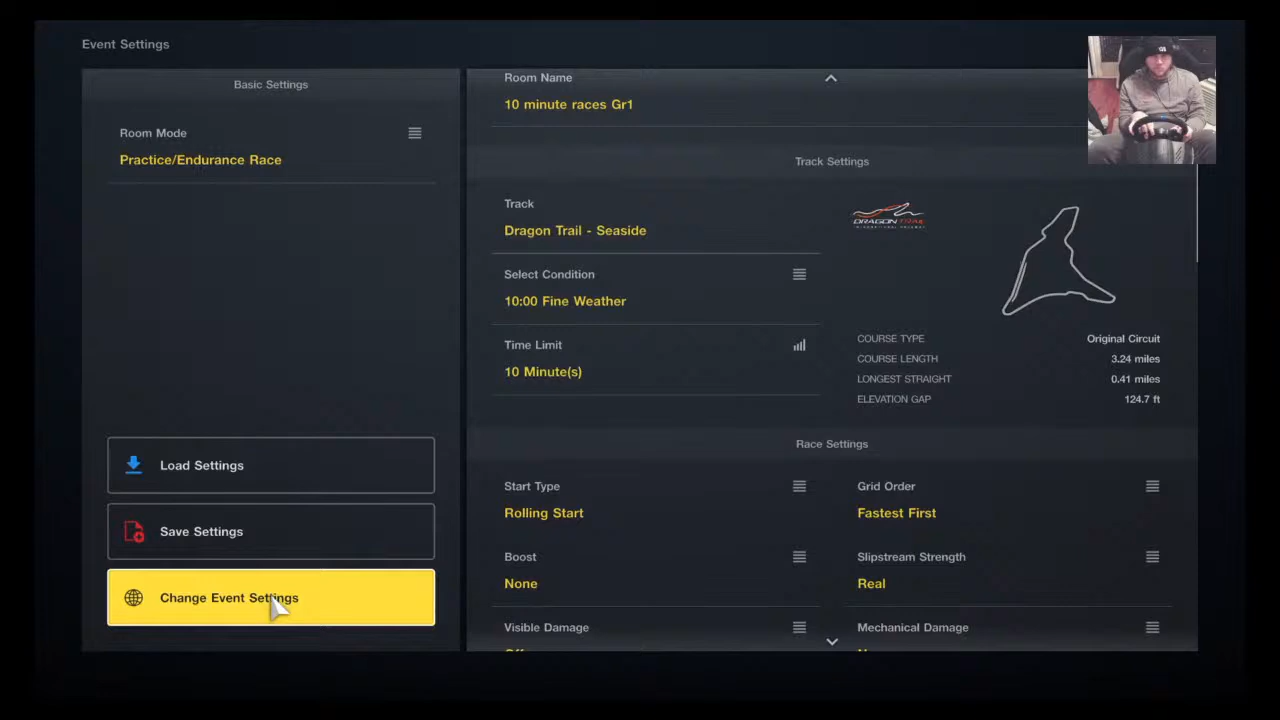 Event Settings
Basic Settings
Room Mode
Practice/Endurance Race
Load Settings
Save Settings
Change Event Settings
Room Name
10 minute races Gr1
Track Settings
Track
Dragon Trail - Seaside
Select Condition
10:00 Fine Weather
Time Limit
10 Minute(s)
DRAGON TRAIL
COURSE TYPE Original Circuit
COURSE LENGTH 3.24 miles
LONGEST STRAIGHT 0.41 miles
ELEVATION GAP 124.7 ft
Race Settings
Start Type
Rolling Start
Grid Order
Fastest First
Boost
None
Slipstream Strength
Real
Visible Damage
Mechanical Damage